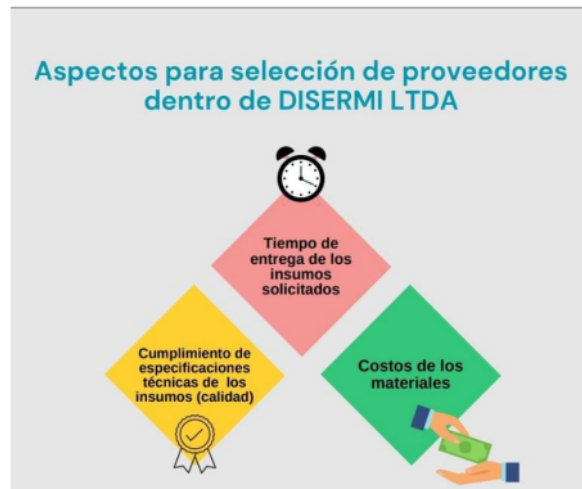 Aspectos para selección de proveedores
dentro de DISERMI LTDA
Tiempo de
entrega de los
insumos
solicitados
Cumplimiento de
especificaciones
técnicas de los
insumos (calidad)
Costos de los
materiales